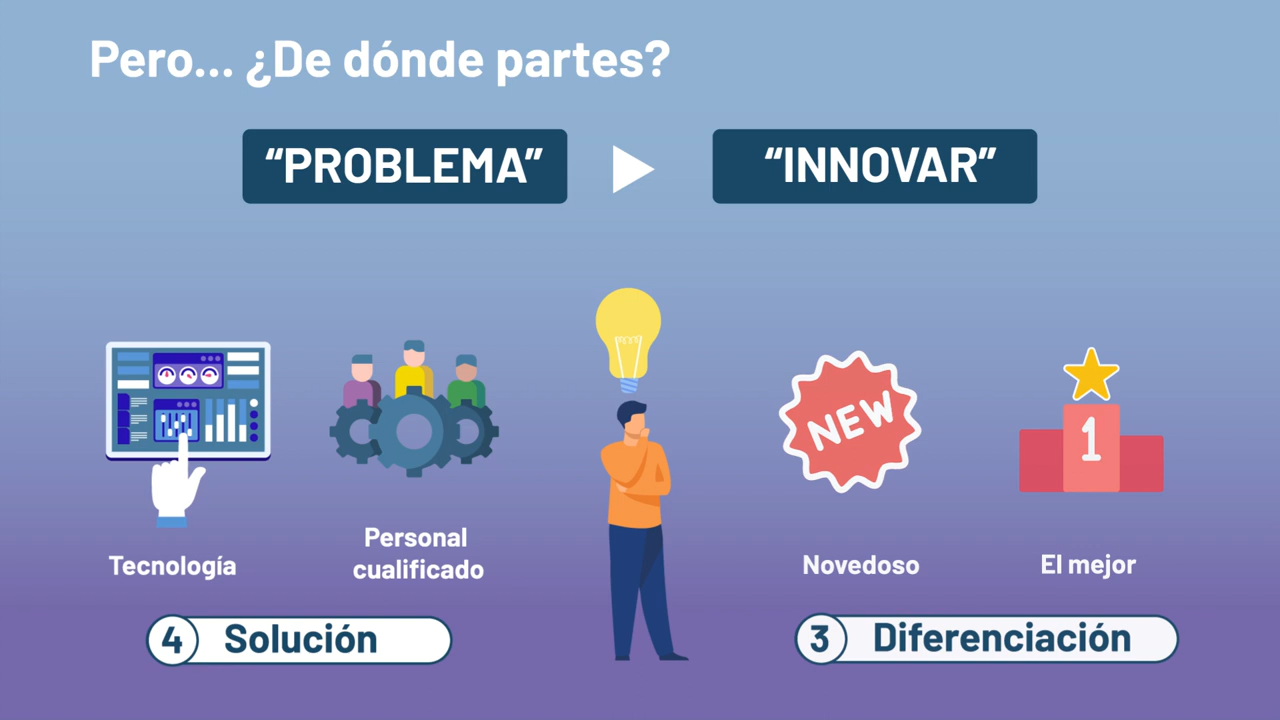 Pero... ¿De dónde partes?
“PROBLEMA”
“INNOVAR”
NEW
1
Tecnología
Personal
cualificado
Novedoso
El mejor
4 Solución
3 Diferenciación